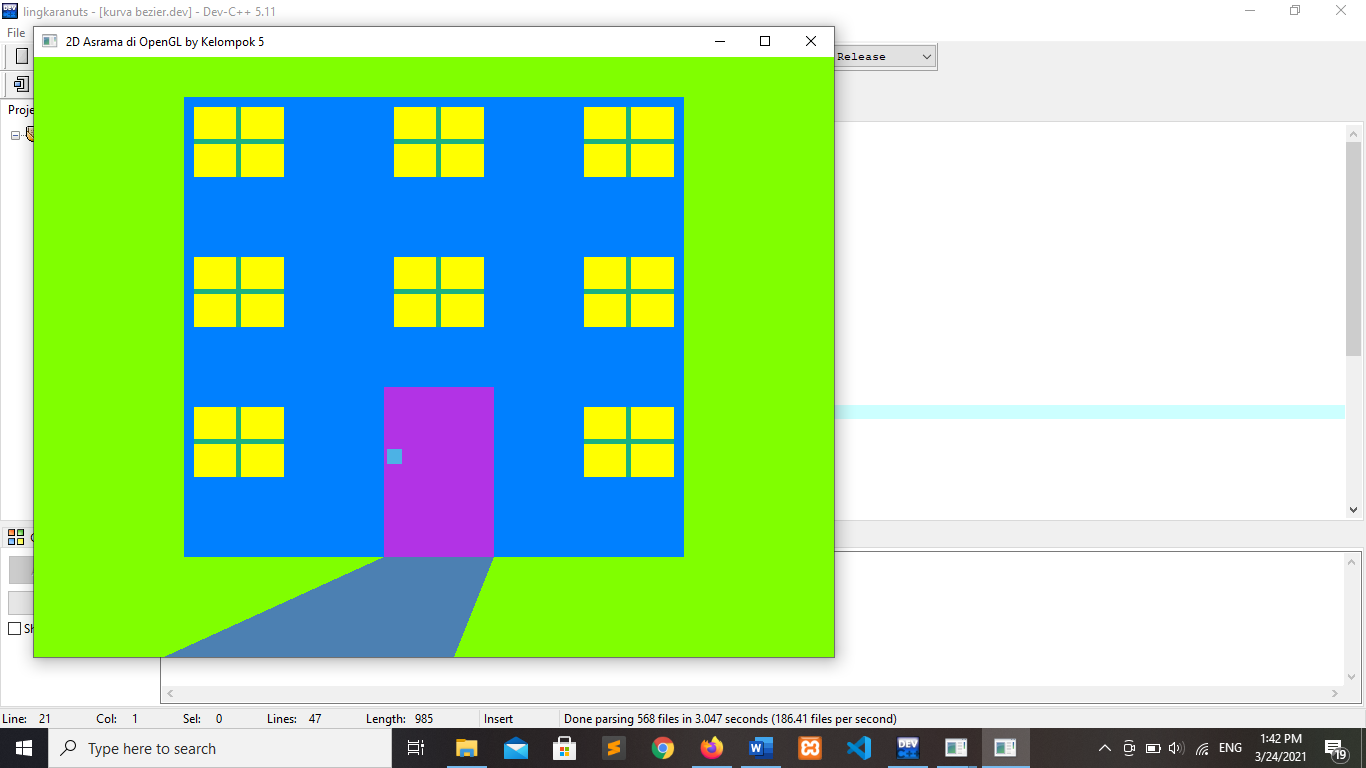 lingkaranuts - [kurva bezier.dev] - Dev-C++ 5.11
File
2D Asrama di OpenGL by Kelompok 5
Release
Proje
Line: 21 Col: 1 Sel: 0 Lines: 47 Length: 985 Insert Done parsing 568 files in 3.047 seconds (186.41 files per second)
Type here to search
DEV
ENG
1:42 PM
3/24/2021
19